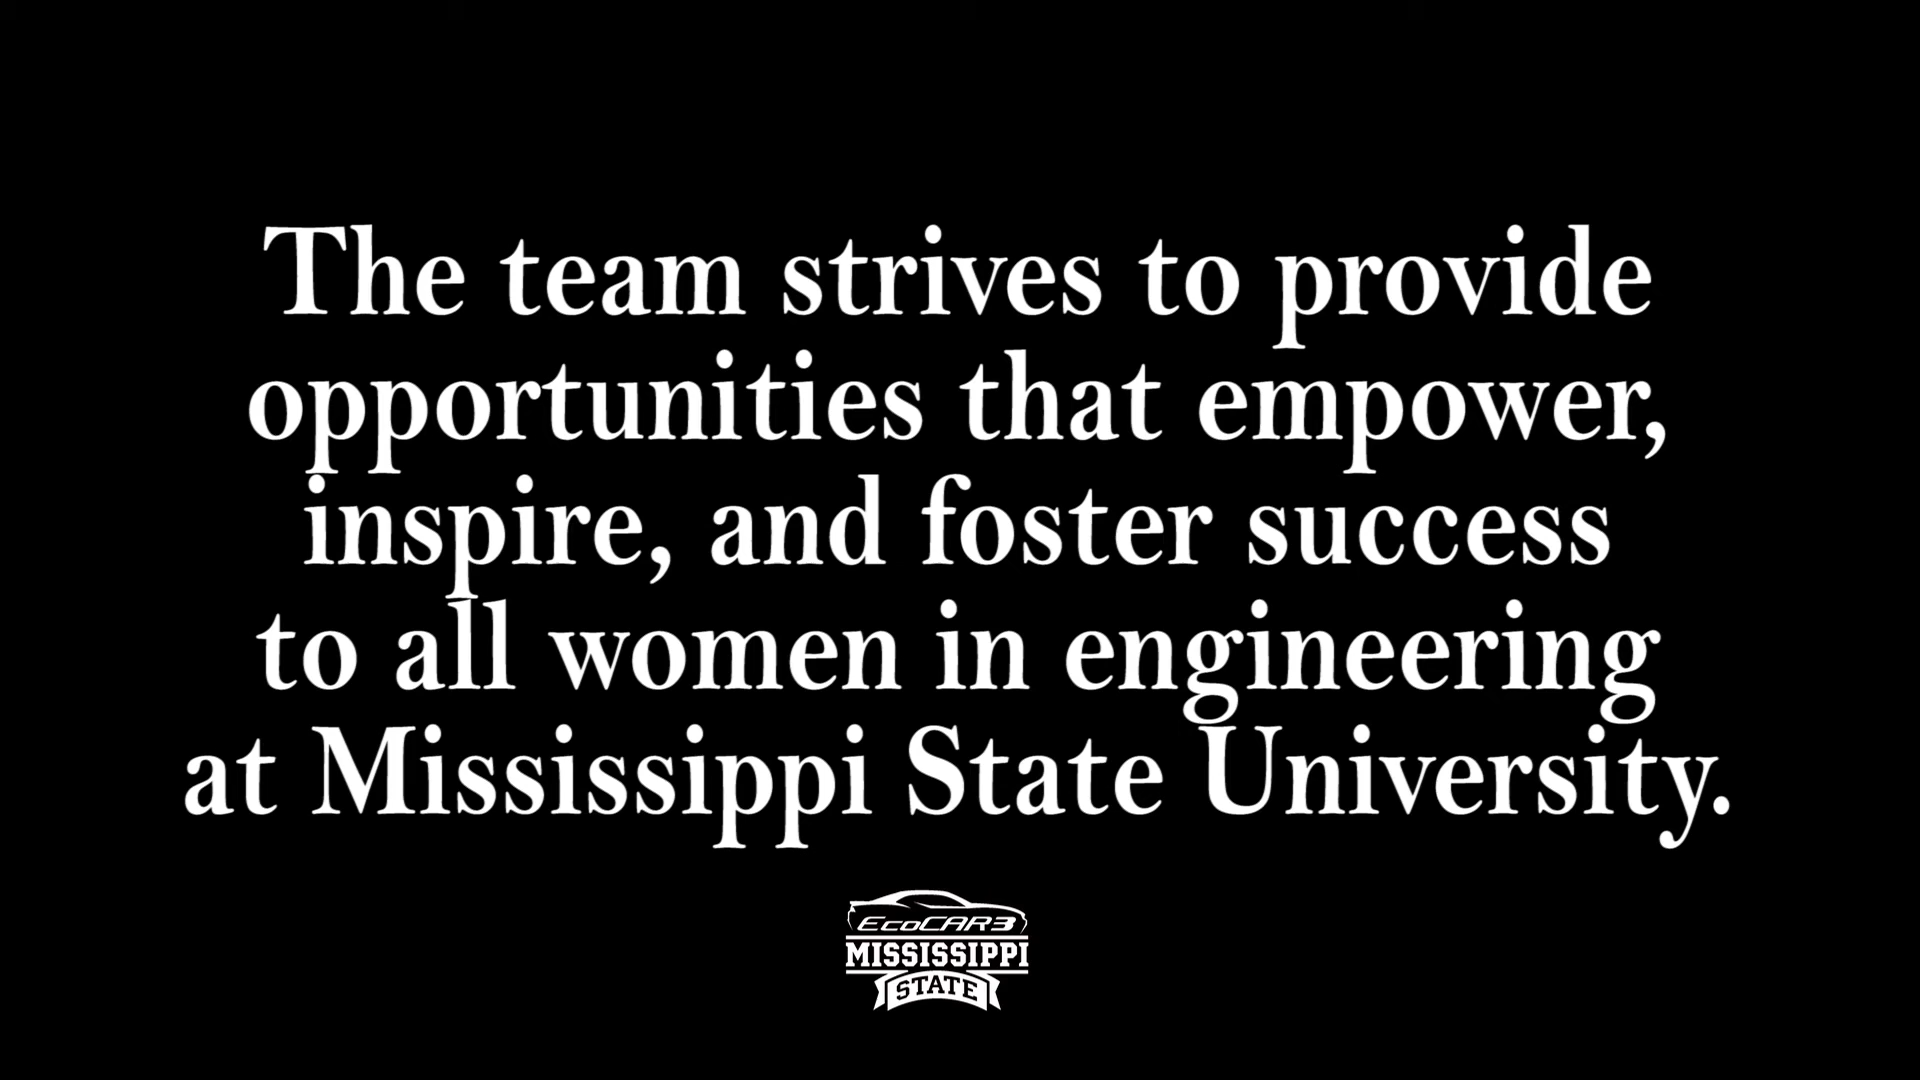 The team strives to provide
opportunities that empower,
inspire, and foster success
to all women in engineering
at Mississippi State University.
EcoCAR3
MISSISSIPPI
STATE